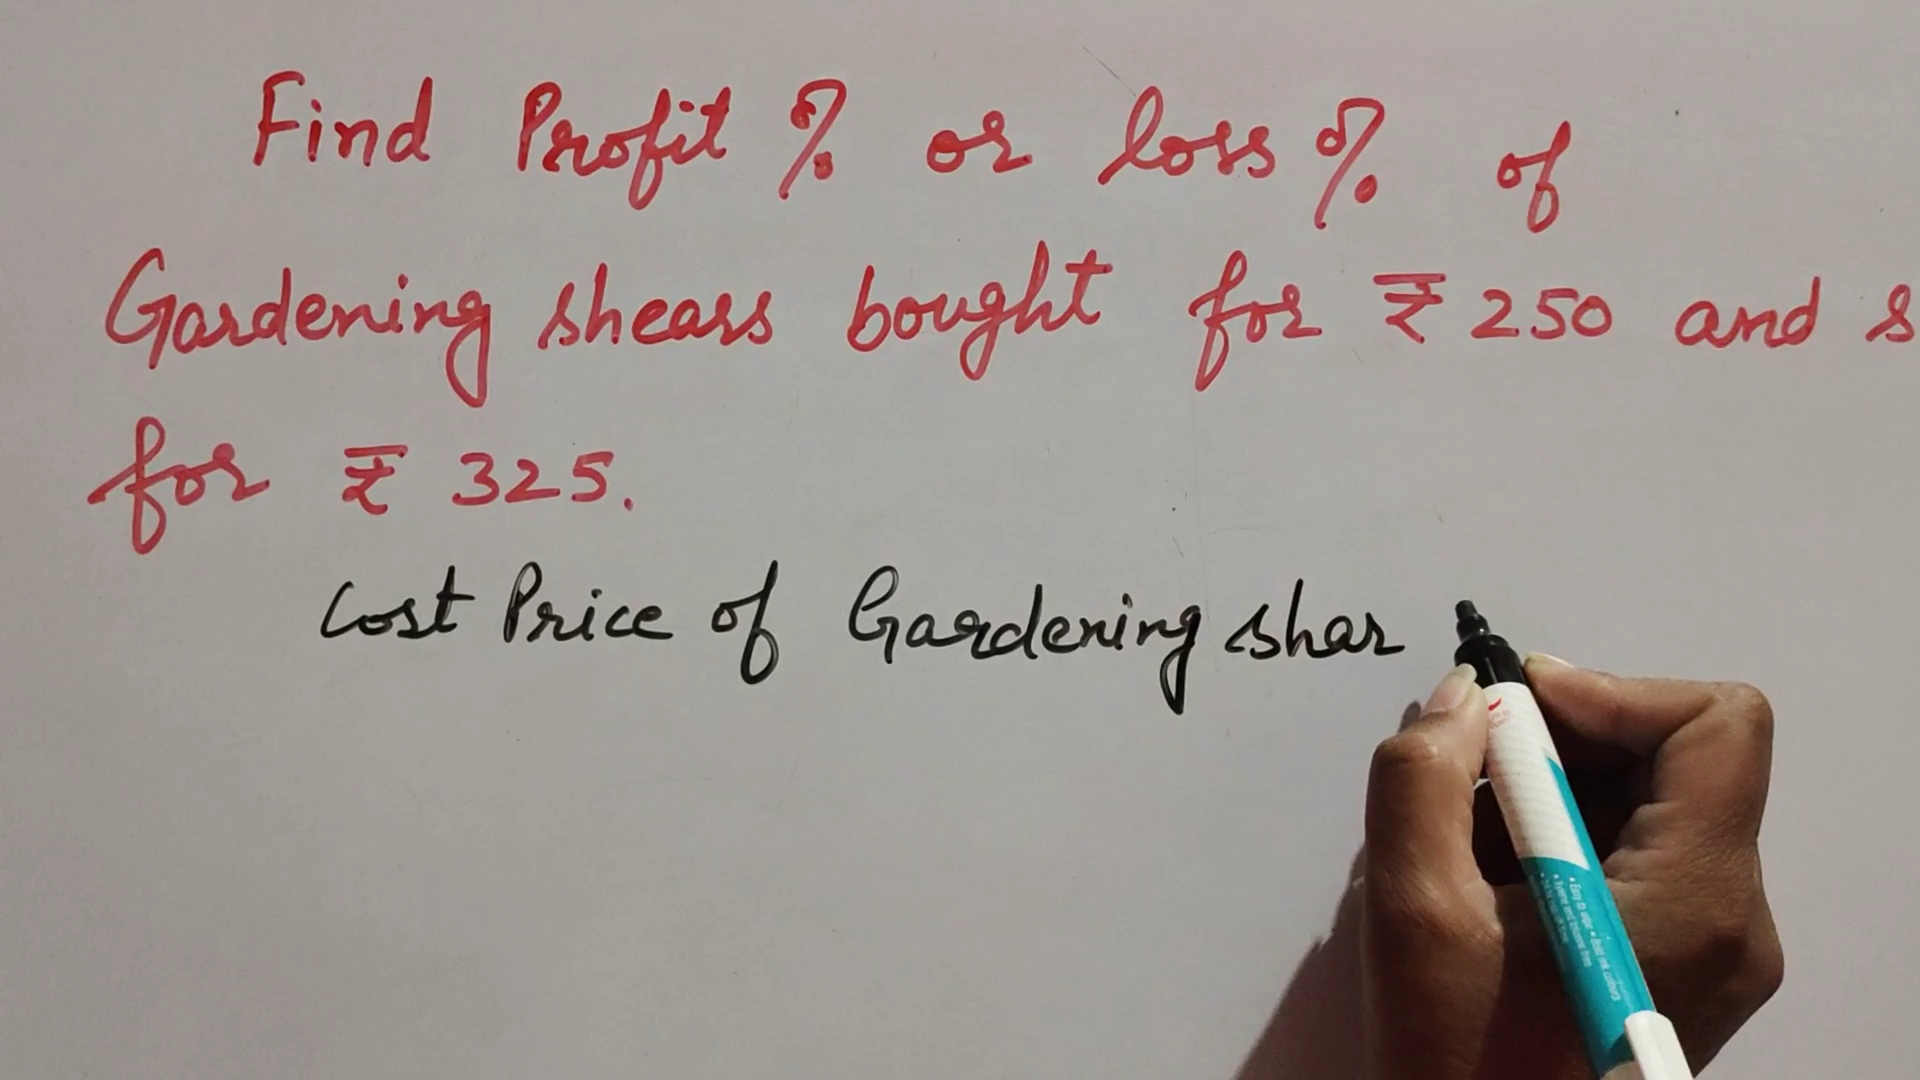 Find Profit % or loss % of
Gardening shears bought for ₹ 250 and s
for ₹ 325.
Cost Price of Gardening shar